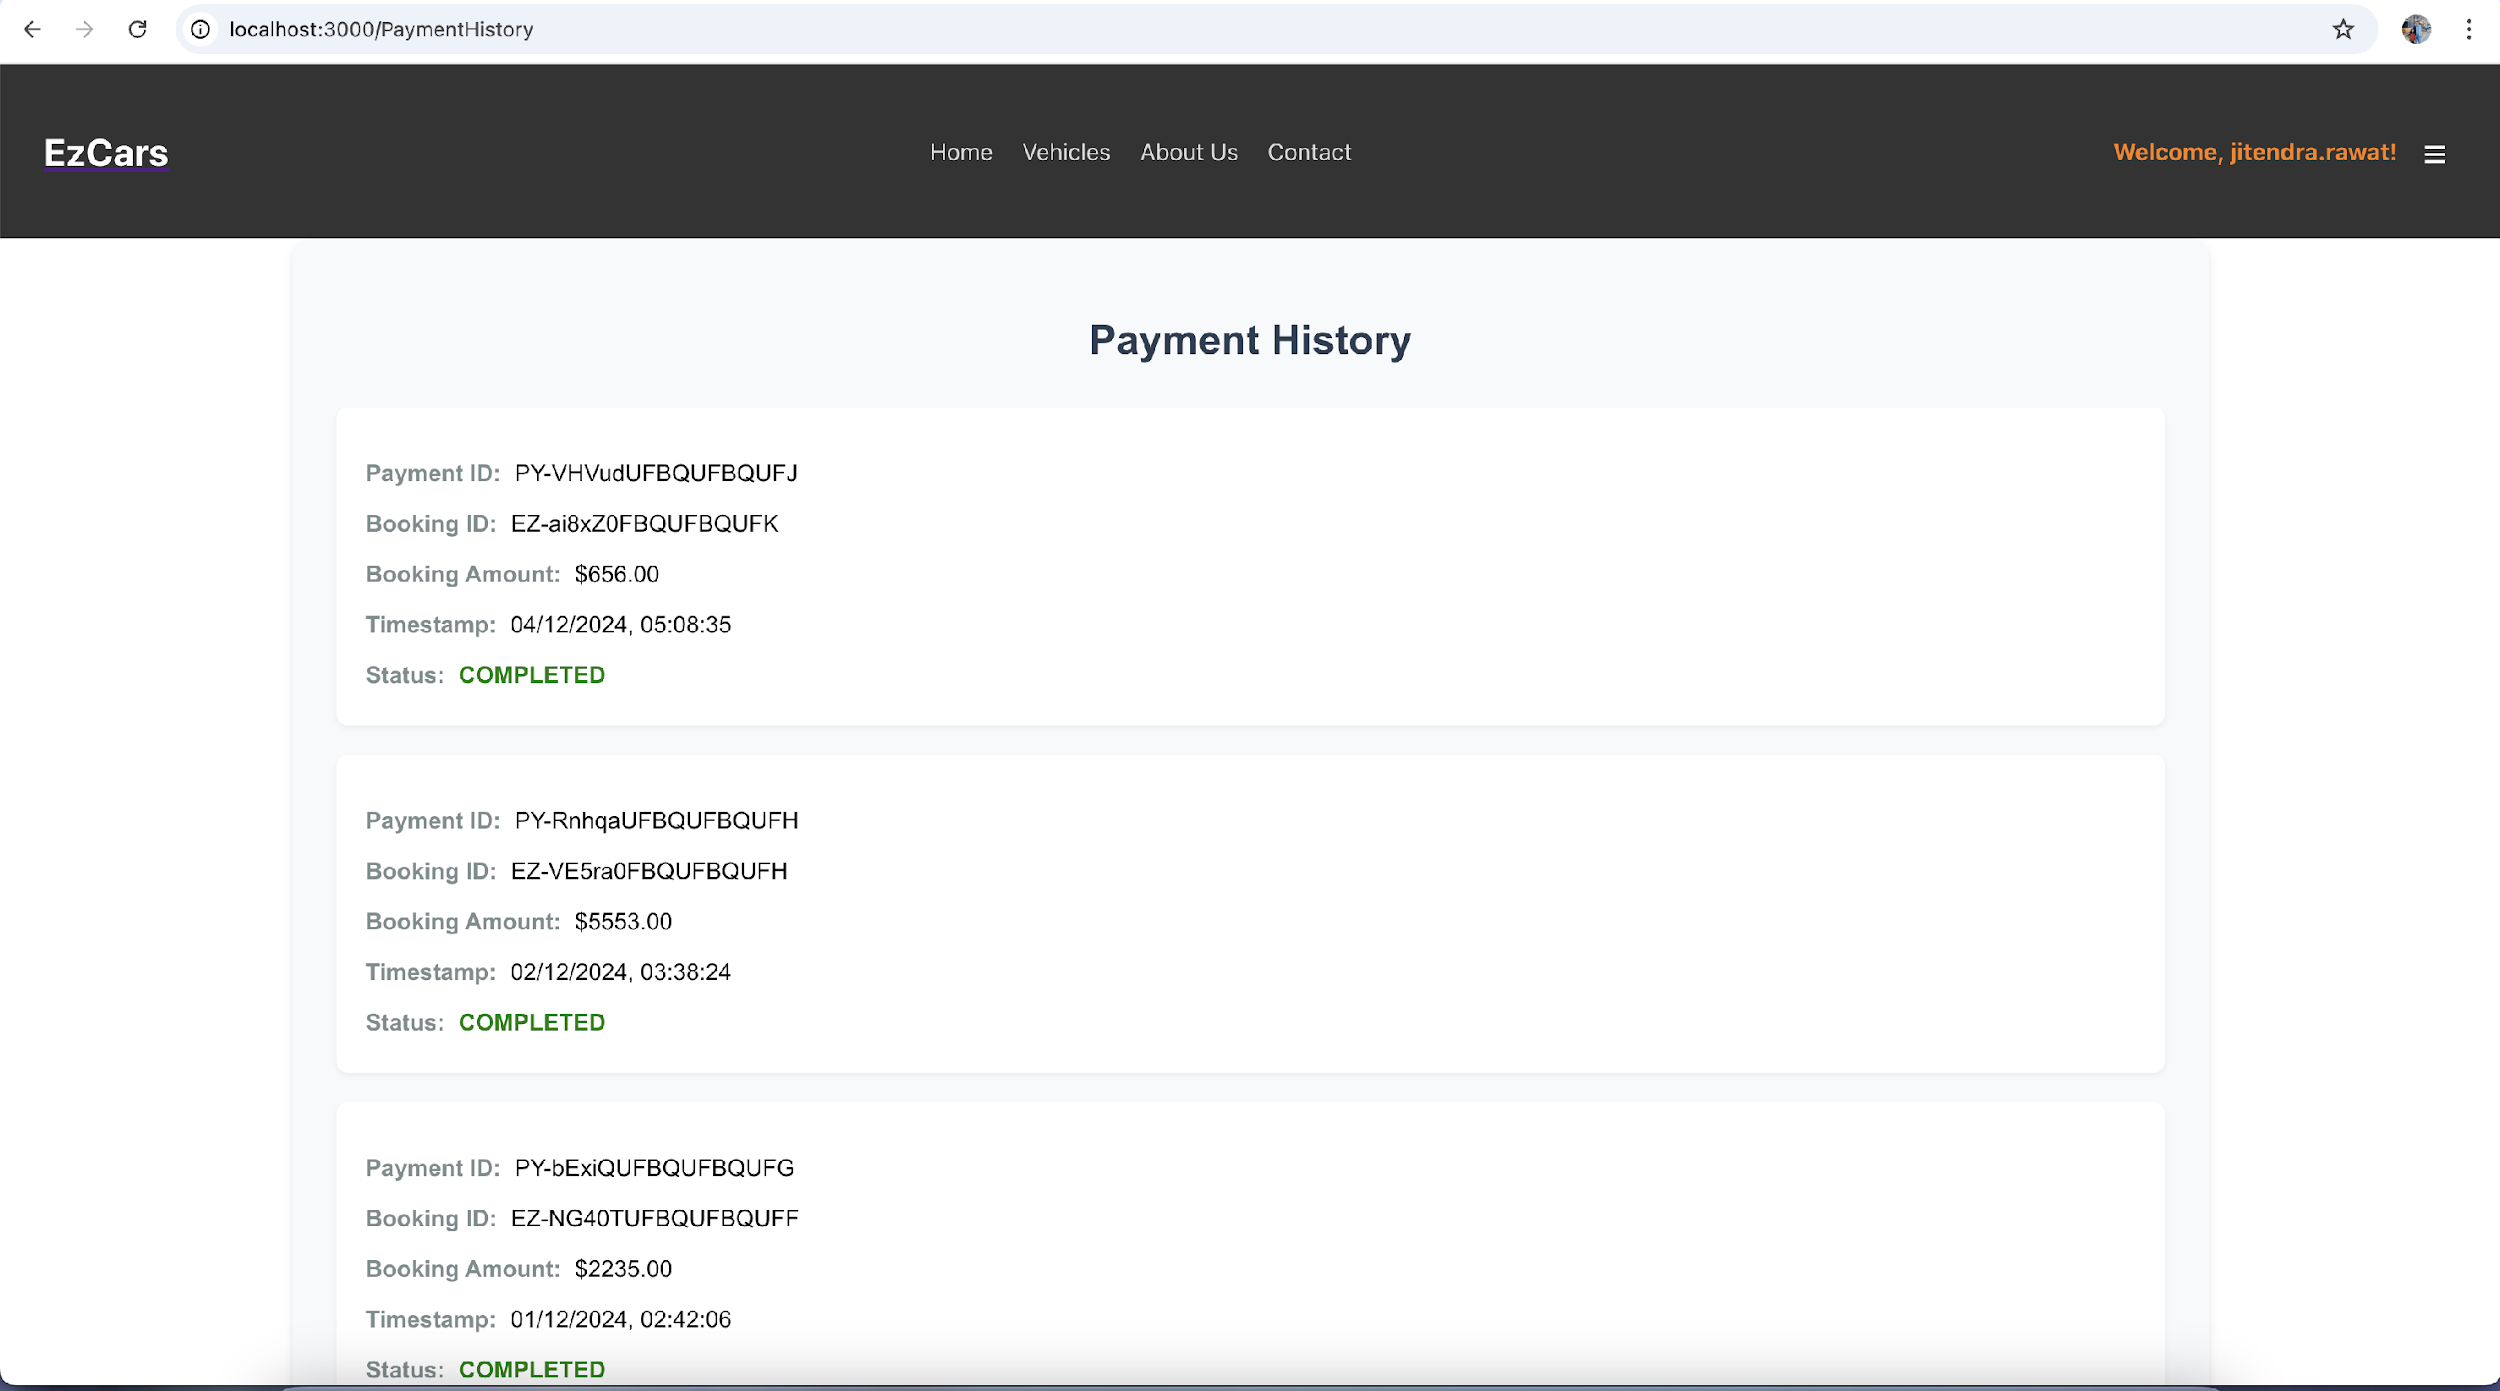 localhost:3000/PaymentHistory
EzCars
Home Vehicles About Us Contact
Welcome, jitendra.rawat!
Payment History
Payment ID: PY-VHVudUFBQUFBQUFJ
Booking ID: EZ-ai8xZ0FBQUFBQUFK
Booking Amount: $656.00
Timestamp: 04/12/2024, 05:08:35
Status: COMPLETED
Payment ID: PY-RnhqaUFBQUFBQUFH
Booking ID: EZ-VE5ra0FBQUFBQUFH
Booking Amount: $5553.00
Timestamp: 02/12/2024, 03:38:24
Status: COMPLETED
Payment ID: PY-bExiQUFBQUFBQUFG
Booking ID: EZ-NG40TUFBQUFBQUFF
Booking Amount: $2235.00
Timestamp: 01/12/2024, 02:42:06
Status: COMPLETED